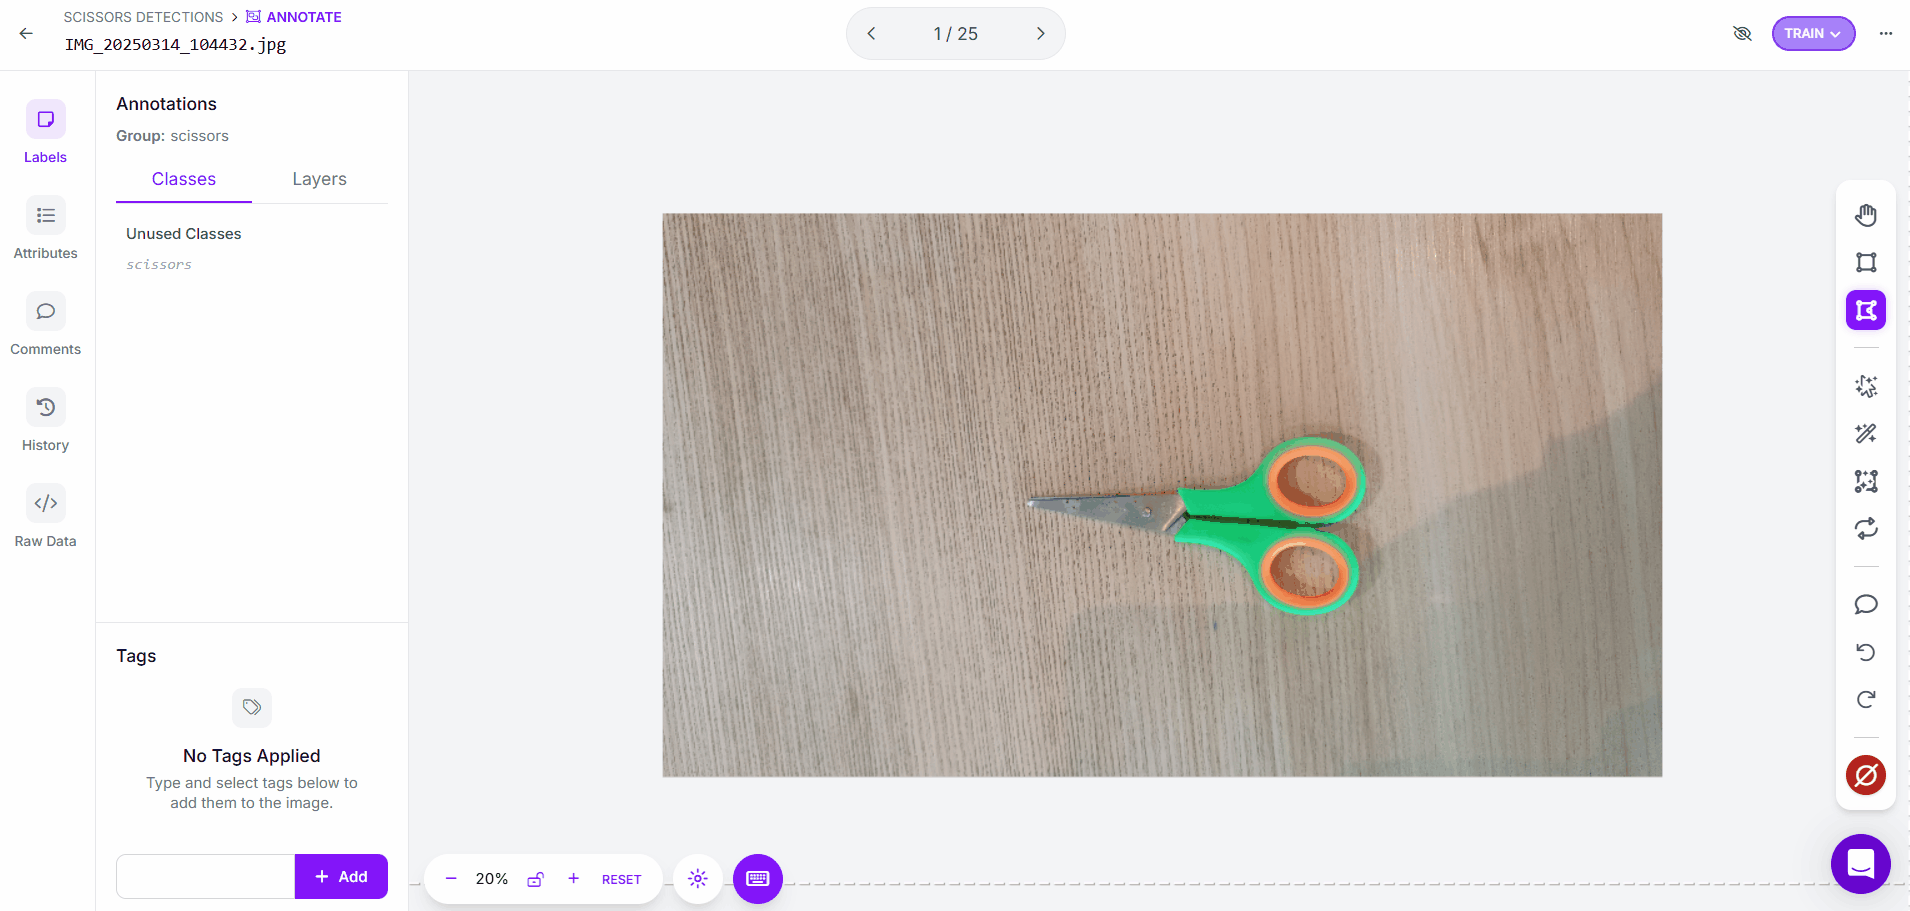 SCISSORS DETECTIONS > ANNOTATE
IMG_20250314_104432.jpg
1 / 25
TRAIN
Labels
Attributes
Comments
History
Raw Data
Annotations
Group: scissors
Classes Layers
Unused Classes
scissors
Tags
No Tags Applied
Type and select tags below to
add them to the image.
+ Add
20%
RESET